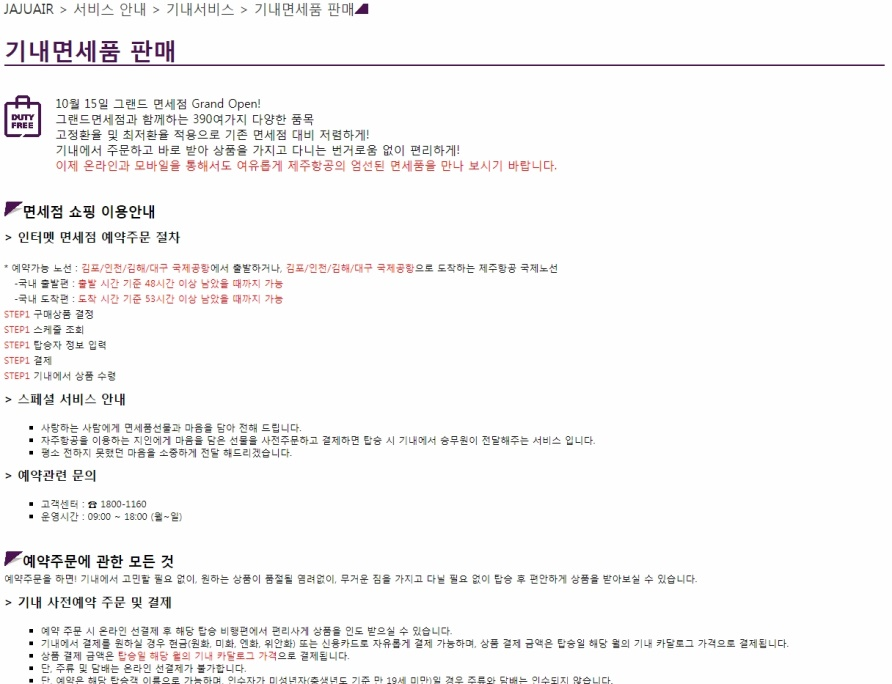 JAJUAIR > 서비스 안내 > 기내서비스 > 기내면세품 판매
기내면세품 판매
DUTY
FREE
10월 15일 그랜드 면세점 Grand Open!
그랜드면세점과 함께하는 390여가지 다양한 품목
고정환율 및 최저환율 적용으로 기존 면세점 대비 저렴하게!
기내에서 주문하고 바로 받아 상품을 가지고 다니는 번거로움 없이 편리하게!
이제 온라인과 모바일을 통해서도 여유롭게 제주항공의 엄선된 면세품을 만나 보시기 바랍니다.
면세점 쇼핑 이용안내
> 인터멧 면세점 예약주문 절차
* 예약가능 노선 : 김포/인천/김해/대구 국제공항에서 출발하거나, 김포/인천/김해/대구 국제공항으로 도착하는 제주항공 국제노선
-국내 출발편 : 출발 시간 기준 48시간 이상 남았을 때까지 가능
-국내 도착편 : 도착 시간 기준 53시간 이상 남았을 때까지 가능
STEP1 구매상품 결정
STEP1 스케줄 조회
STEP1 탑승자 정보 입력
STEP1 결제
STEP1 기내에서 상품 수령
> 스페셜 서비스 안내
▪ 사랑하는 사람에게 면세품선물과 마음을 담아 전해 드립니다.
▪ 자주항공을 이용하는 지인에게 마음을 담은 선물을 사전주문하고 결제하면 탑승 시 기내에서 승무원이 전달해주는 서비스 입니다.
▪ 평소 전하지 못했던 마음을 소중하게 전달 해드리겠습니다.
> 예약관련 문의
▪ 고객센터 : ☎ 1800-1160
▪ 운영시간 : 09:00 ~ 18:00 (월~일)
예약주문에 관한 모든 것
예약주문을 하면! 기내에서 고민할 필요 없이, 원하는 상품이 품절될 염려없이, 무거운 짐을 가지고 다닐 필요 없이 탑승 후 편안하게 상품을 받아보실 수 있습니다.
> 기내 사전예약 주문 및 결제
▪ 예약 주문 시 온라인 선결제 후 해당 탑승 비행편에서 편리사게 상품을 인도 받으실 수 있습니다.
▪ 기내에서 결제를 원하실 경우 현금(원화, 미화, 엔화, 위안화) 또는 신용카드로 자유롭게 결제 가능하며, 상품 결제 금액은 탑승일 해당 월의 기내 카달로그 가격으로 결제됩니다.
▪ 상품 결제 금액은 탑승일 해당 월의 기내 카달로그 가격으로 결제됩니다.
▪ 단, 주류 및 담배는 온라인 선결제가 불가합니다.
▪ 단, 예약은 해당 탑승객 이름으로 가능하며, 인수자가 미성년자(출생년도 기준 만 19세 미만)일 경우 주류와 담배는 인수되지 않습니다.